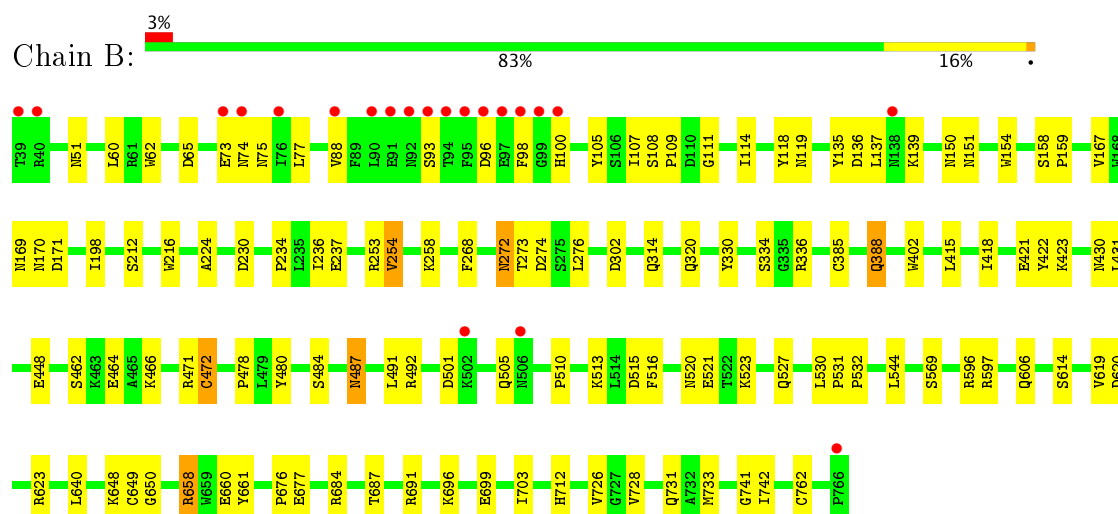 3%
Chain B:
83% 16% •
T39 R40 N51 L60 R61 W62 D65 E73 N74 N75 I76 L77 V88 F89 L90 E91 N92 S93 T94 F95 D96 E97 F98 G99 H100 Y105 S106 I107 S108 P109 D110 G111 I114 Y118 N119 Y135 D136 L137 N138 K139 N150 N151 W154 S158 P159 V167 W168
N169 N170 D171 I198 S212 W216 A224 D230 P234 L235 I236 E237 R253 V254 K258 F268 N272 T273 D274 S275 L276 D302 Q314 Q320 Y330 S334 G335 R336 C385 Q388 W402 L415 I418 E421 Y422 K423 N430 L431
E448 S462 K463 E464 A465 K466 R471 C472 P478 L479 Y480 S484 N487 L491 R492 D501 K502 Q505 N506 P510 K513 L514 D515 F516 N520 E521 T522 K523 Q527 L530 P531 P532 L544 S569 R596 R597 Q606 S614 V619 D620
R623 L640 K648 C649 G650 R658 W659 E660 Y661 P676 E677 R684 T687 R691 K696 E699 I703 H712 V726 G727 V728 Q731 A732 M733 G741 I742 C762 P766